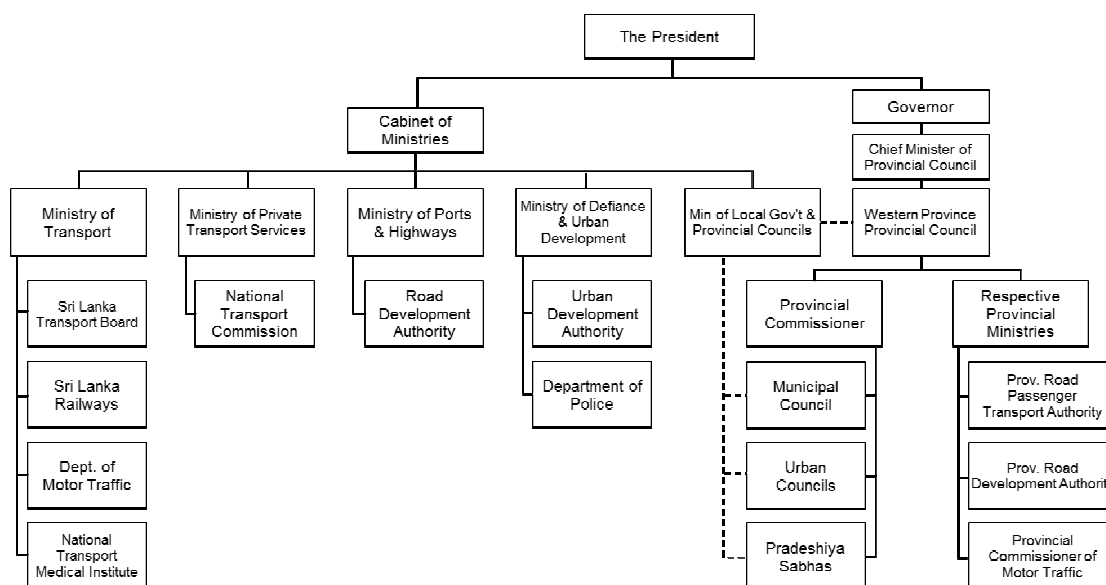 The President
Governor
Cabinet of
Ministries
Chief Minister of
Provincial Council
Ministry of
Transport
Ministry of Private
Transport Services
Ministry of Ports
& Highways
Ministry of Defiance
& Urban
Development
Min of Local Gov't &
Provincial Councils
Western Province
Provincial Council
Sri Lanka
Transport Board
National
Transport
Commission
Road
Development
Authority
Urban
Development
Authority
Provincial
Commissioner
Respective
Provincial
Ministries
Sri Lanka
Railways
Department of
Police
Municipal
Council
Prov. Road
Passenger
Transport Authority
Dept. of
Motor Traffic
Urban
Councils
Prov. Road
Development Authorit
National
Transport
Medical Institute
Pradeshiya
Sabhas
Provincial
Commissioner of
Motor Traffic